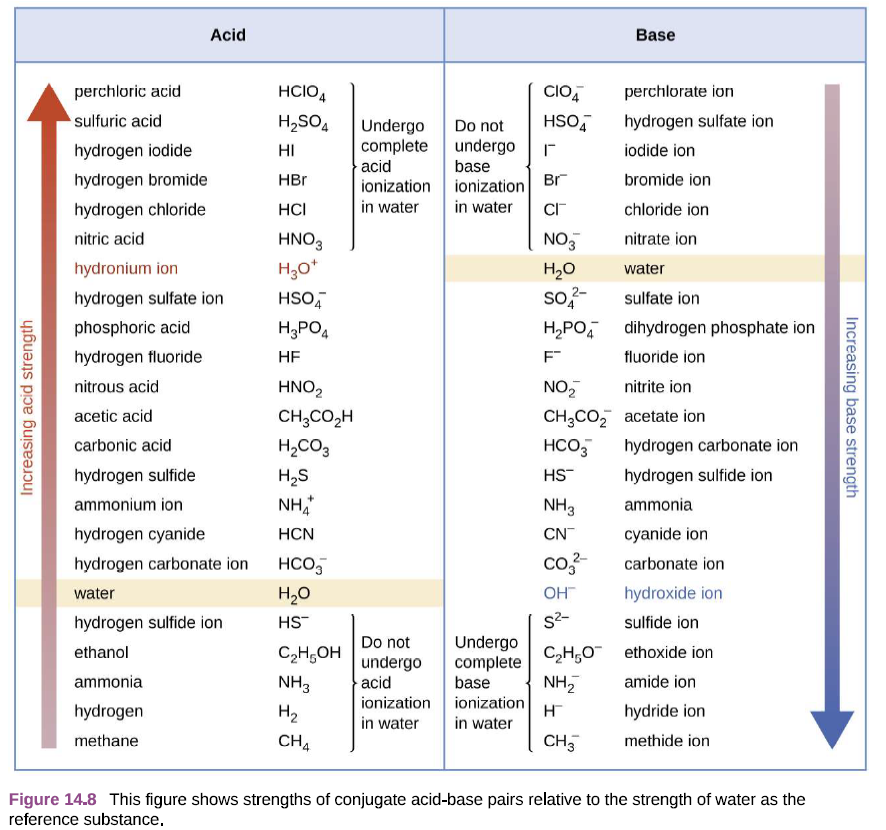 Acid Base
perchloric acid HClO₄ ClO₄⁻ perchlorate ion
sulfuric acid H₂SO₄ HSO₄⁻ hydrogen sulfate ion
hydrogen iodide HI I⁻ iodide ion
hydrogen bromide HBr Br⁻ bromide ion
hydrogen chloride HCl Cl⁻ chloride ion
nitric acid HNO₃ NO₃⁻ nitrate ion
Undergo
complete
acid
ionization
in water
Do not
undergo
base
ionization
in water
hydronium ion H₃O⁺ H₂O water
hydrogen sulfate ion HSO₄⁻ SO₄²⁻ sulfate ion
phosphoric acid H₃PO₄ H₂PO₄⁻ dihydrogen phosphate ion
hydrogen fluoride HF F⁻ fluoride ion
nitrous acid HNO₂ NO₂⁻ nitrite ion
acetic acid CH₃CO₂H CH₃CO₂⁻ acetate ion
carbonic acid H₂CO₃ HCO₃⁻ hydrogen carbonate ion
hydrogen sulfide H₂S HS⁻ hydrogen sulfide ion
ammonium ion NH₄⁺ NH₃ ammonia
hydrogen cyanide HCN CN⁻ cyanide ion
hydrogen carbonate ion HCO₃⁻ CO₃²⁻ carbonate ion
water H₂O OH⁻ hydroxide ion
hydrogen sulfide ion HS⁻ S²⁻ sulfide ion
ethanol C₂H₅OH C₂H₅O⁻ ethoxide ion
ammonia NH₃ NH₂⁻ amide ion
hydrogen H₂ H⁻ hydride ion
methane CH₄ CH₃⁻ methide ion
Do not
undergo
acid
ionization
in water
Undergo
complete
base
ionization
in water
Increasing acid strength
Increasing base strength
Figure 14.8 This figure shows strengths of conjugate acid-base pairs relative to the strength of water as the
reference substance.